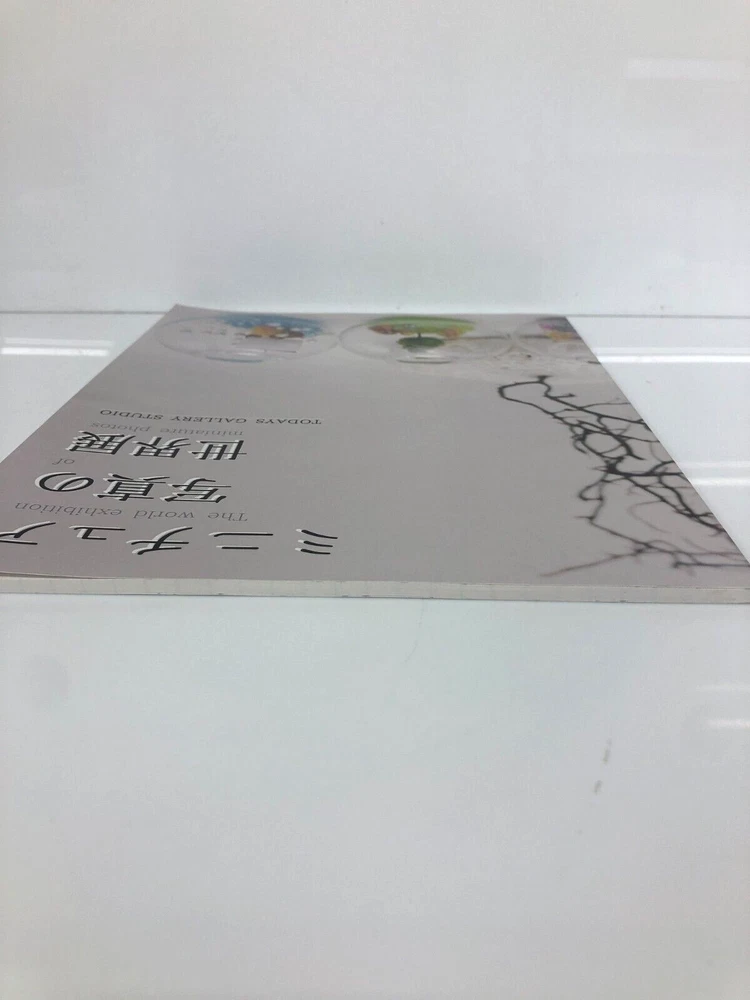 ミニチュア
The world exhibition
写真の
of
世界展
miniature photos
TODAYS GALLERY STUDIO